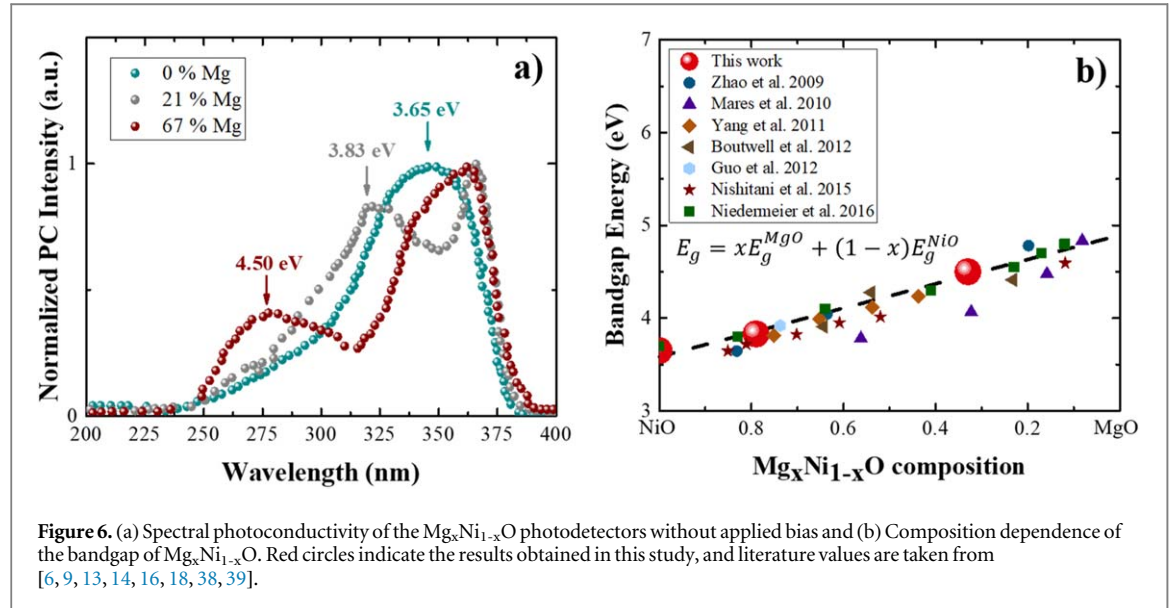 a)
0 % Mg
21 % Mg
67 % Mg
3.65 eV
3.83 eV
4.50 eV
Normalized PC Intensity (a.u.)
1
0
200 225 250 275 300 325 350 375 400
Wavelength (nm)
b)
This work
Zhao et al. 2009
Mares et al. 2010
Yang et al. 2011
Boutwell et al. 2012
Guo et al. 2012
Nishitani et al. 2015
Niedermeier et al. 2016
E_g = xE_g^{MgO} + (1 − x)E_g^{NiO}
Bandgap Energy (eV)
7
6
5
4
3
NiO 0.8 0.6 0.4 0.2 MgO
MgₓNi₁₋ₓO composition
Figure 6. (a) Spectral photoconductivity of the MgₓNi₁₋ₓO photodetectors without applied bias and (b) Composition dependence of
the bandgap of MgₓNi₁₋ₓO. Red circles indicate the results obtained in this study, and literature values are taken from
[6, 9, 13, 14, 16, 18, 38, 39].